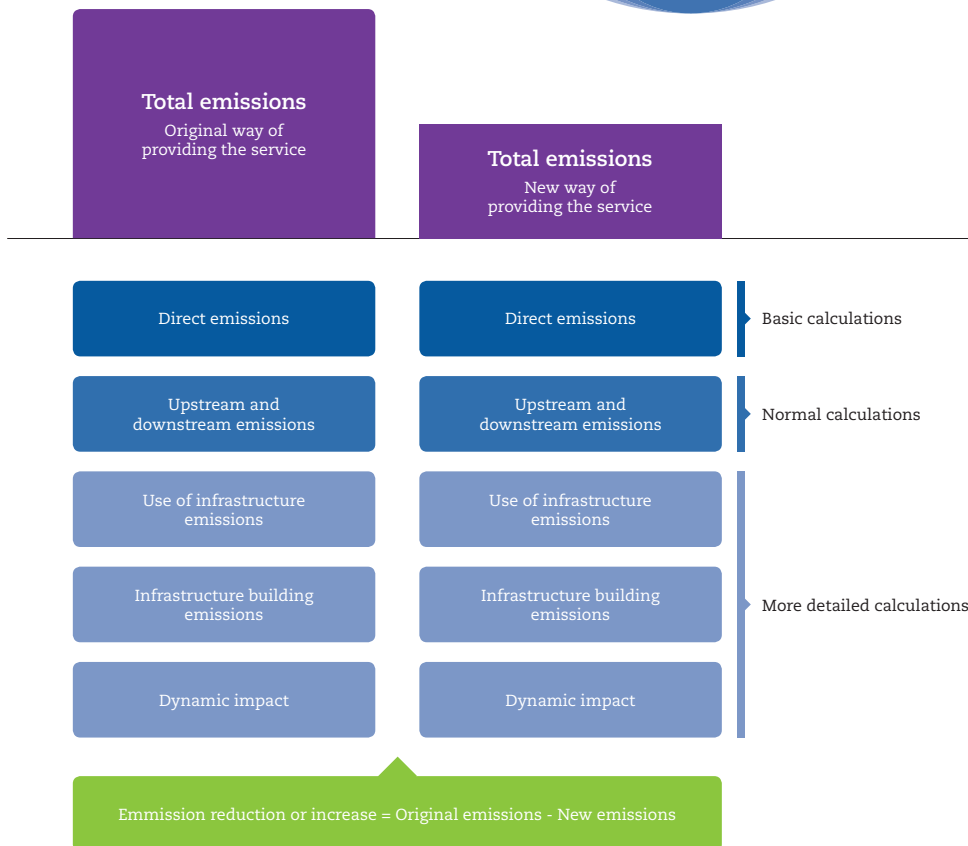 Total emissions
Original way of
providing the service
Total emissions
New way of
providing the service
Direct emissions
Direct emissions
Basic calculations
Upstream and
downstream emissions
Upstream and
downstream emissions
Normal calculations
Use of infrastructure
emissions
Use of infrastructure
emissions
Infrastructure building
emissions
Infrastructure building
emissions
More detailed calculations
Dynamic impact
Dynamic impact
Emmission reduction or increase = Original emissions - New emissions